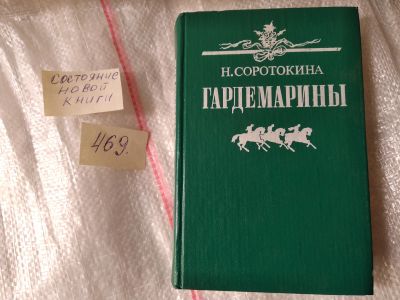 состояние
новой
книги
469.
Н.СОРОТОКИНА
ГАРДЕМАРИНЫ